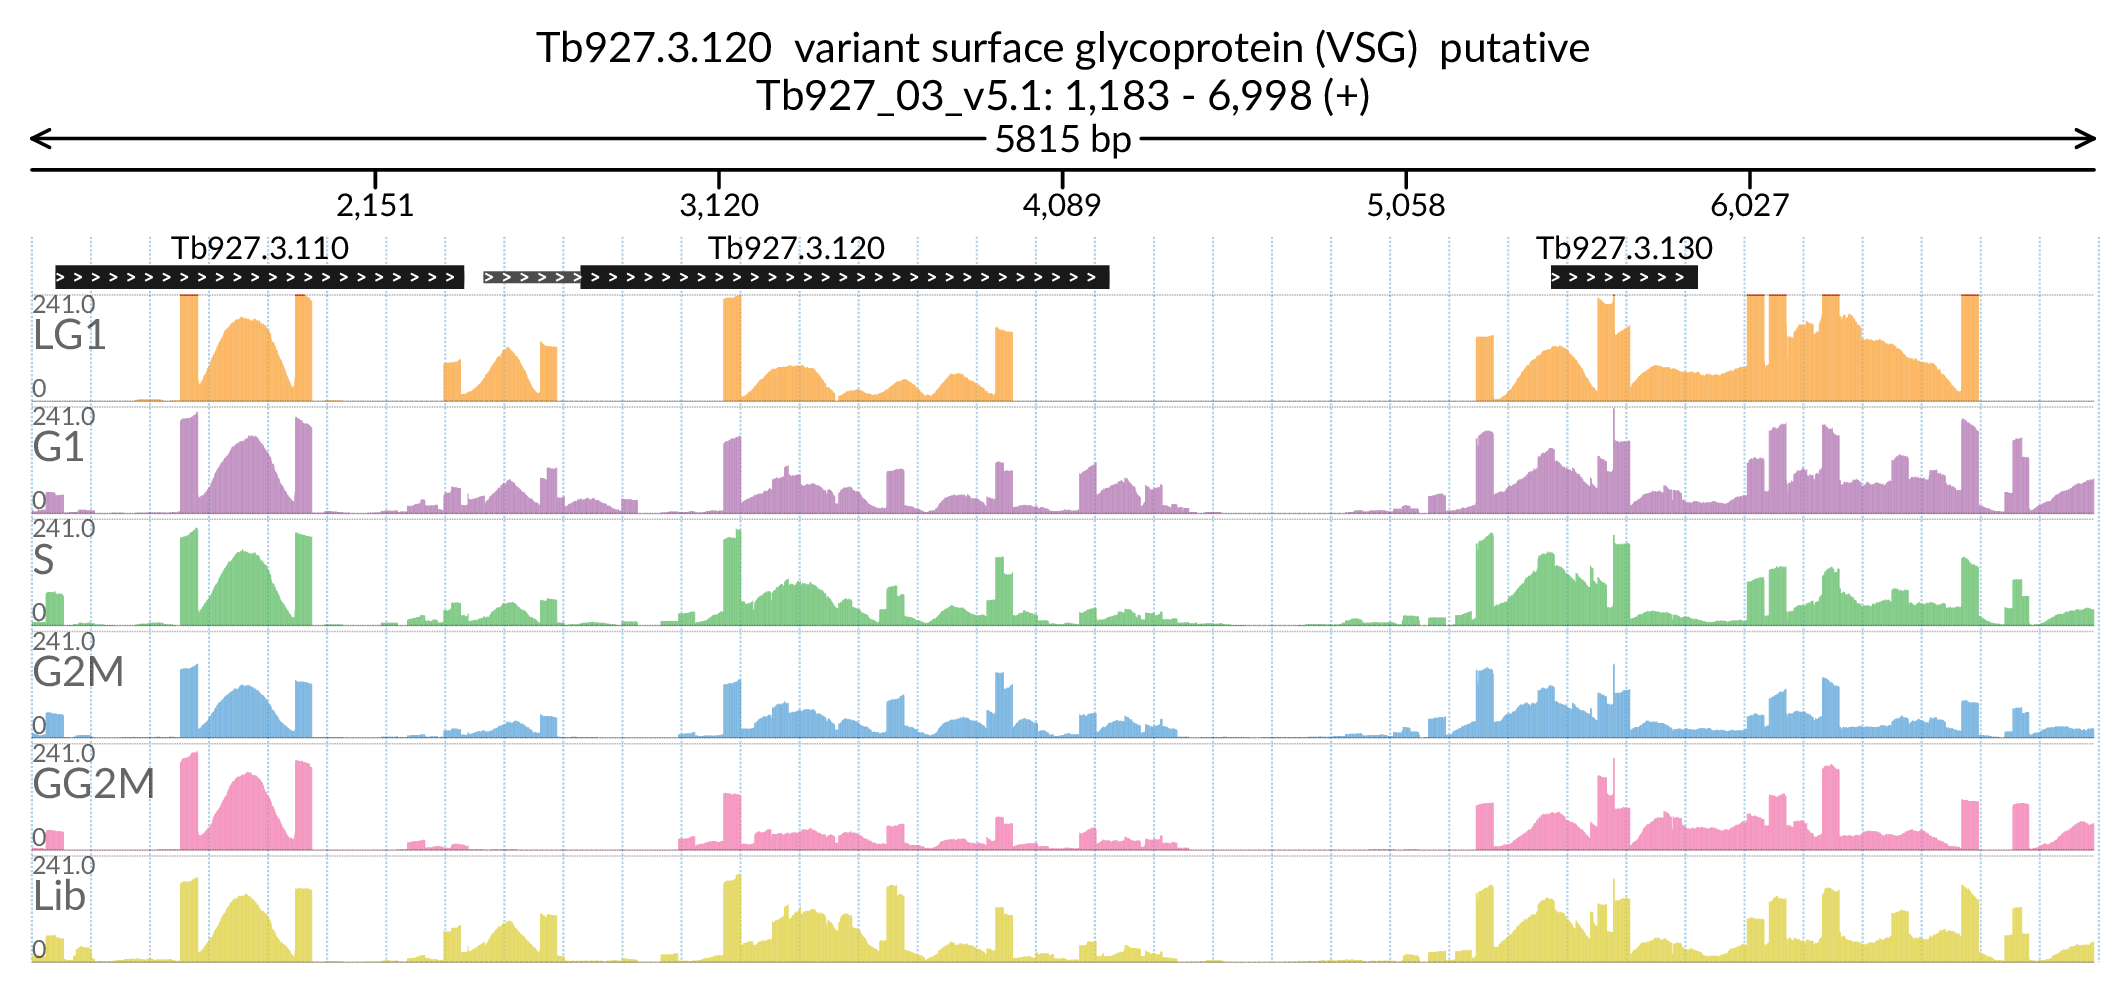 Tb927.3.120 variant surface glycoprotein (VSG) putative
Tb927_03_v5.1: 1,183 - 6,998 (+)
5815 bp
2,151 3,120 4,089 5,058 6,027
Tb927.3.110 Tb927.3.120 Tb927.3.130
241.0
LG1
0
241.0
G1
0
241.0
S
0
241.0
G2M
0
241.0
GG2M
0
241.0
Lib
0